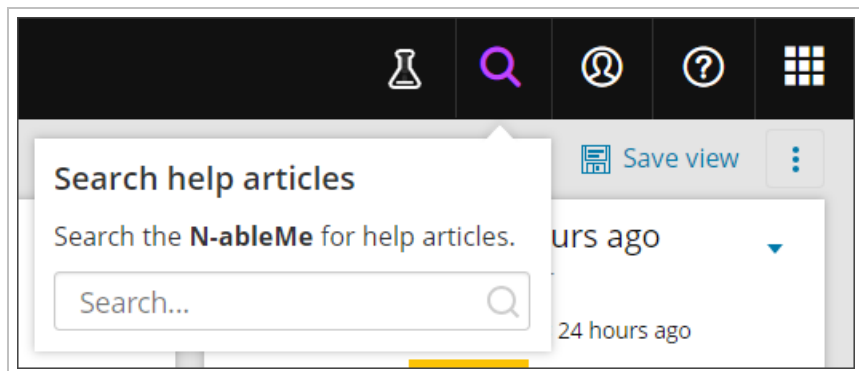 Save view
Search help articles
Search the N-ableMe for help articles.
urs ago
Search...
24 hours ago